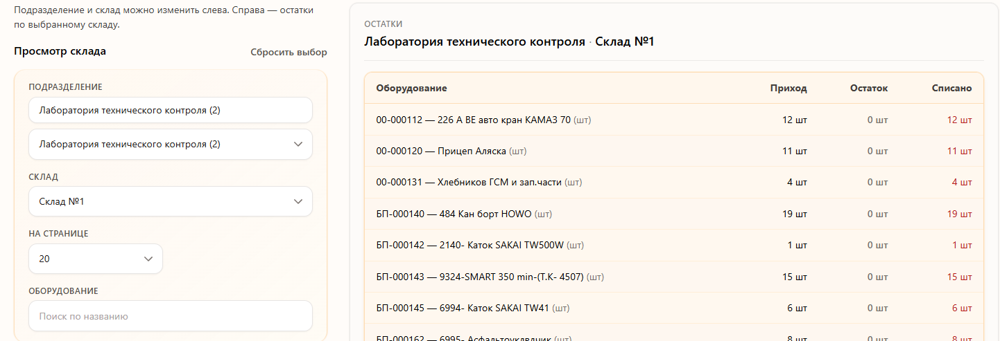 Подразделение и склад можно изменить слева. Справа — остатки
по выбранному складу.
Просмотр склада
Сбросить выбор
ПОДРАЗДЕЛЕНИЕ
Лаборатория технического контроля (2)
Лаборатория технического контроля (2)
СКЛАД
Склад №1
НА СТРАНИЦЕ
20
ОБОРУДОВАНИЕ
Поиск по названию
ОСТАТКИ
Лаборатория технического контроля · Склад №1
Оборудование Приход Остаток Списано
00-000112 — 226 А ВЕ авто кран КАМАЗ 70 (шт) 12 шт 0 шт 12 шт
00-000120 — Прицеп Аляска (шт) 11 шт 0 шт 11 шт
00-000131 — Хлебников ГСМ и зап.части (шт) 4 шт 0 шт 4 шт
БП-000140 — 484 Кан борт HOWO (шт) 19 шт 0 шт 19 шт
БП-000142 — 2140- Каток SAKAI TW500W (шт) 1 шт 0 шт 1 шт
БП-000143 — 9324-SMART 350 min-(Т.К- 4507) (шт) 15 шт 0 шт 15 шт
БП-000145 — 6994- Каток SAKAI TW41 (шт) 6 шт 0 шт 6 шт
БП-000162 — 6995- (шт) 8 шт 0 шт 8 шт